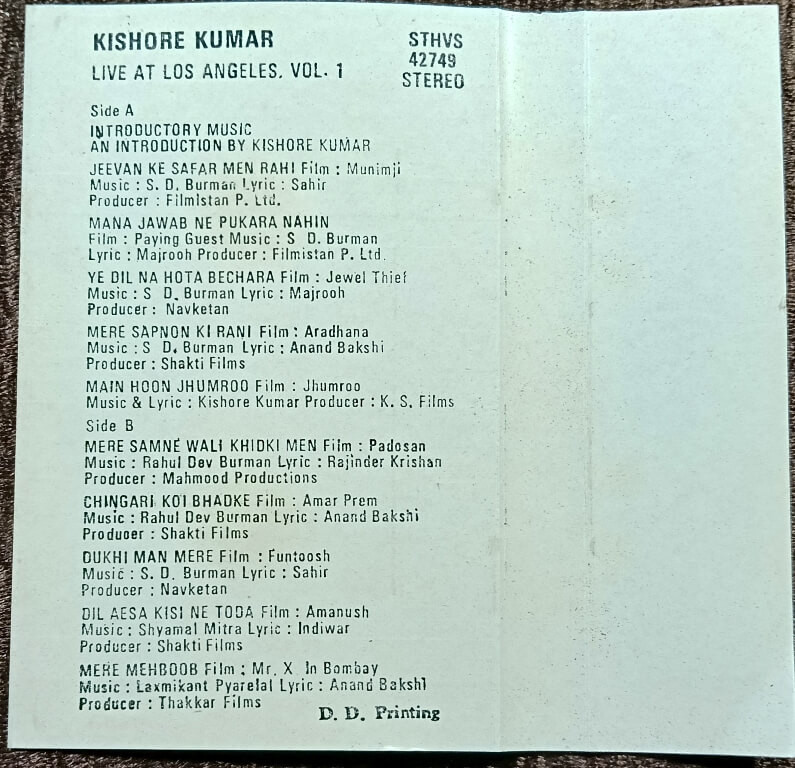 KISHORE KUMAR
LIVE AT LOS ANGELES, VOL. 1
STHVS
42749
STEREO
Side A
INTRODUCTORY MUSIC
AN INTRODUCTION BY KISHORE KUMAR
JEEVAN KE SAFAR MEN RAHI Film : Munimji
Music : S. D. Burman Lyric : Sahir
Producer : Filmistan P. Ltd.
MANA JAWAB NE PUKARA NAHIN
Film : Paying Guest Music : S D. Burman
Lyric : Majrooh Producer : Filmistan P. Ltd.
YE DIL NA HOTA BECHARA Film : Jewel Thief
Music : S D. Burman Lyric : Majrooh
Producer : Navketan
MERE SAPNON KI RANI Film : Aradhana
Music : S D. Burman Lyric : Anand Bakshi
Producer : Shakti Films
MAIN HOON JHUMROO Film : Jhumroo
Music & Lyric : Kishore Kumar Producer : K. S. Films
Side B
MERE SAMNE WALI KHIDKI MEN Film : Padosan
Music : Rahul Dev Burman Lyric : Rajinder Krishan
Producer : Mahmood Productions
CHINGARI KOI BHADKE Film : Amar Prem
Music : Rahul Dev Burman Lyric : Anand Bakshi
Producer : Shakti Films
DUKHI MAN MERE Film : Funtoosh
Music : S. D. Burman Lyric : Sahir
Producer : Navketan
DIL AESA KISI NE TODA Film : Amanush
Music : Shyamal Mitra Lyric : Indiwar
Producer : Shakti Films
MERE MEHBOOB Film : Mr. X In Bombay
Music : Laxmikant Pyarelal Lyric : Anand Bakshi
Producer : Thakkar Films
D. D. Printing